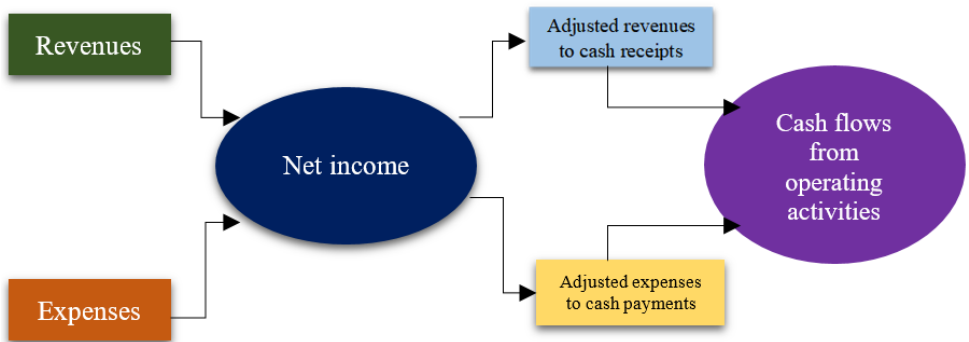 Revenues
Expenses
Net income
Adjusted revenues
to cash receipts
Adjusted expenses
to cash payments
Cash flows
from
operating
activities